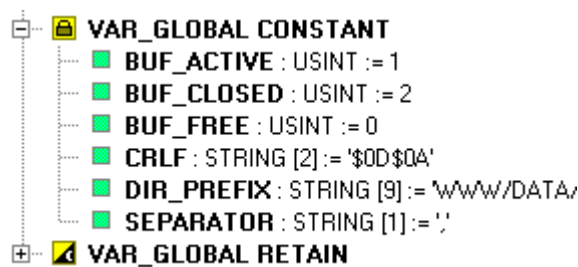 VAR_GLOBAL CONSTANT
BUF_ACTIVE : USINT := 1
BUF_CLOSED : USINT := 2
BUF_FREE : USINT := 0
CRLF : STRING [2] := '$0D$0A'
DIR_PREFIX : STRING [9] := 'WWW/DATA/
SEPARATOR : STRING [1] := ','
VAR_GLOBAL RETAIN